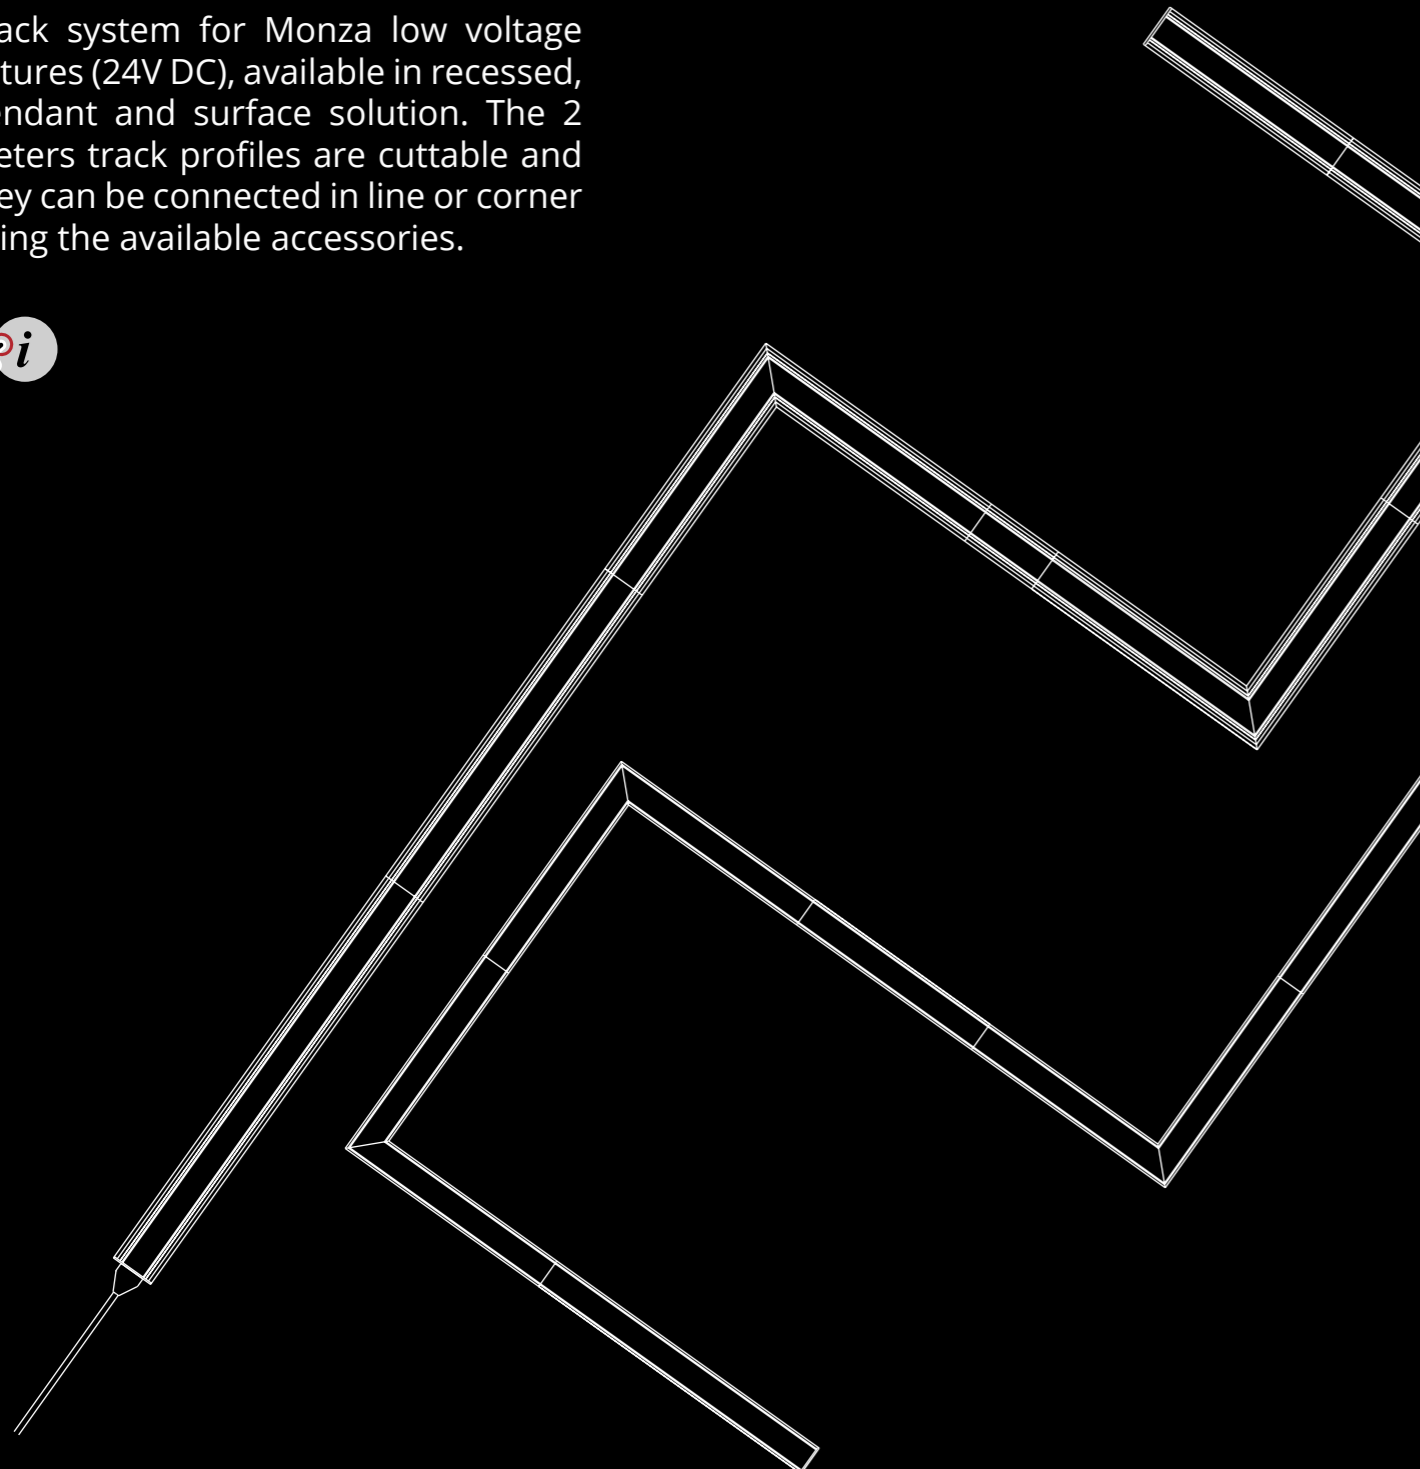 ack system for Monza low voltage
tures (24V DC), available in recessed,
endant and surface solution. The 2
eters track profiles are cuttable and
ey can be connected in line or corner
ing the available accessories.
i